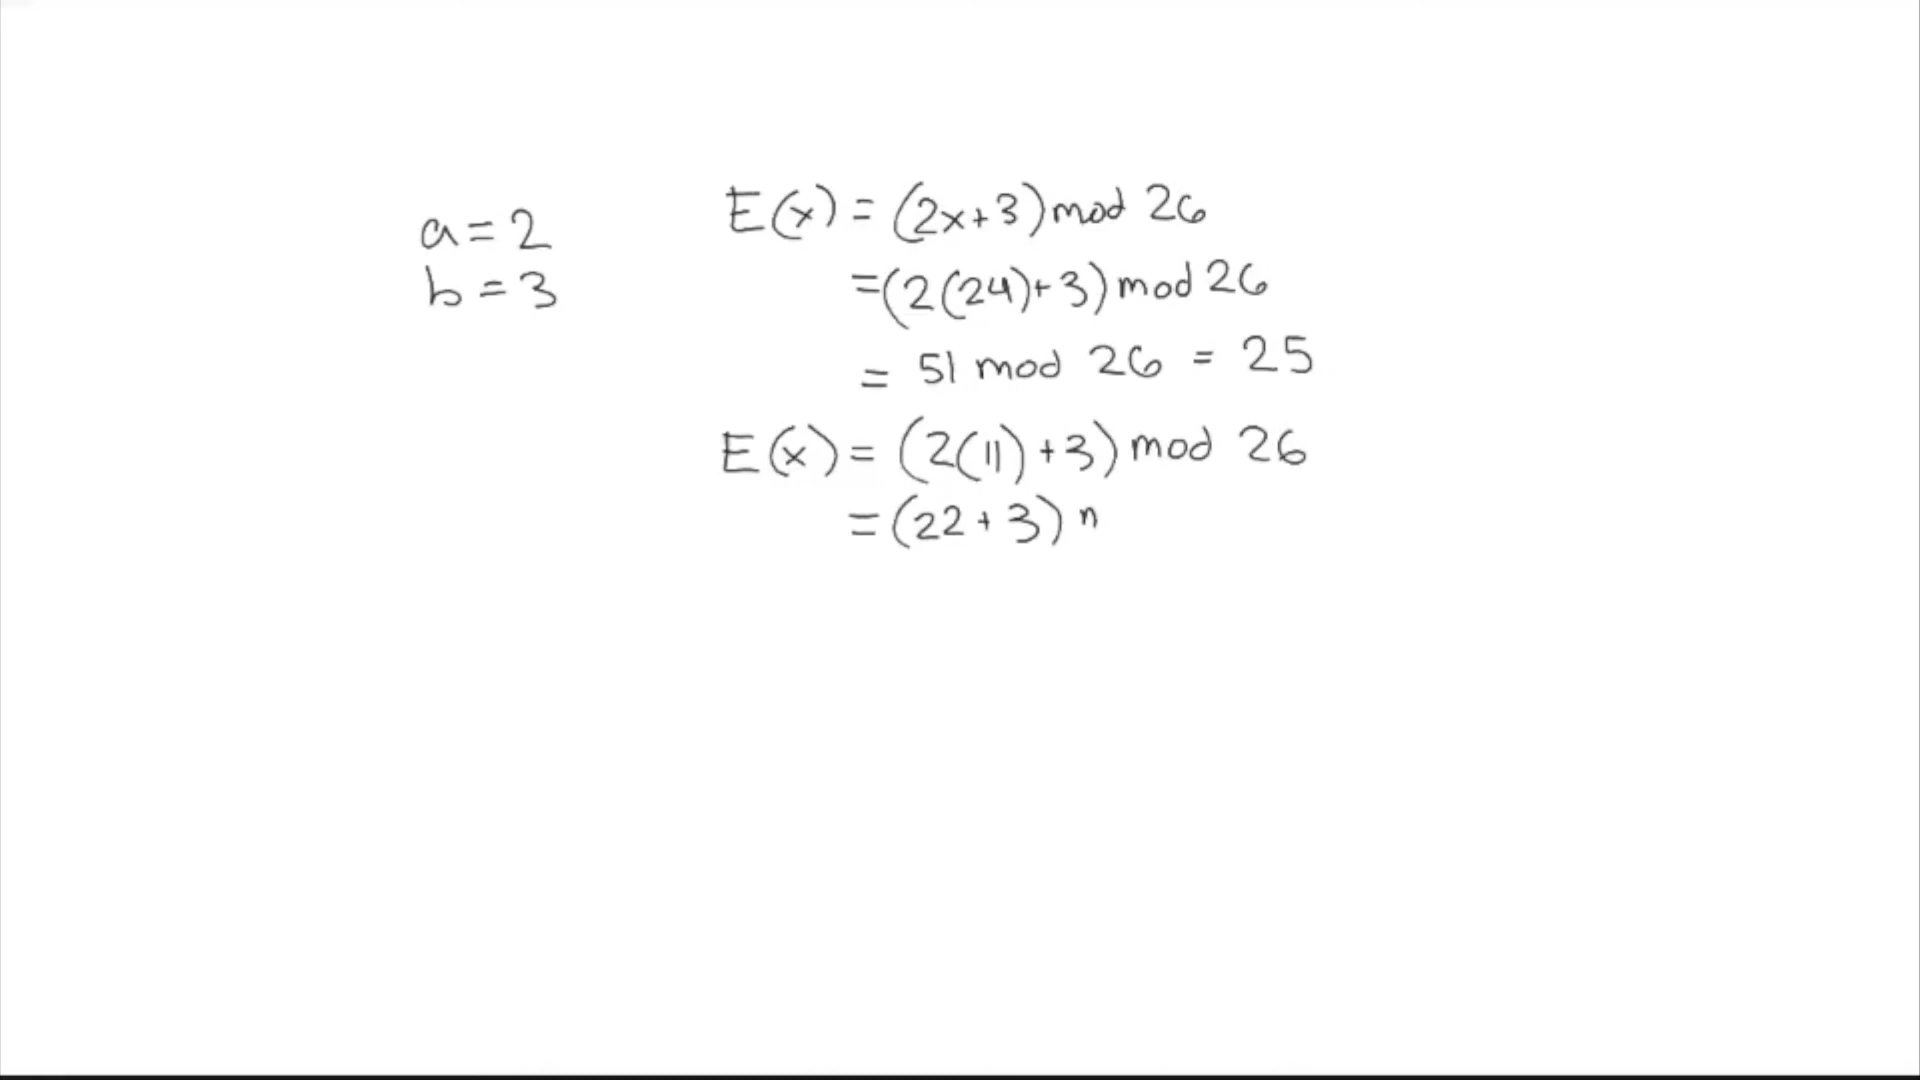 a = 2
b = 3
E(x) = (2x+3) mod 26
=(2(24)+3) mod 26
= 51 mod 26 = 25
E(x) = (2(11)+3) mod 26
= (22+3) n